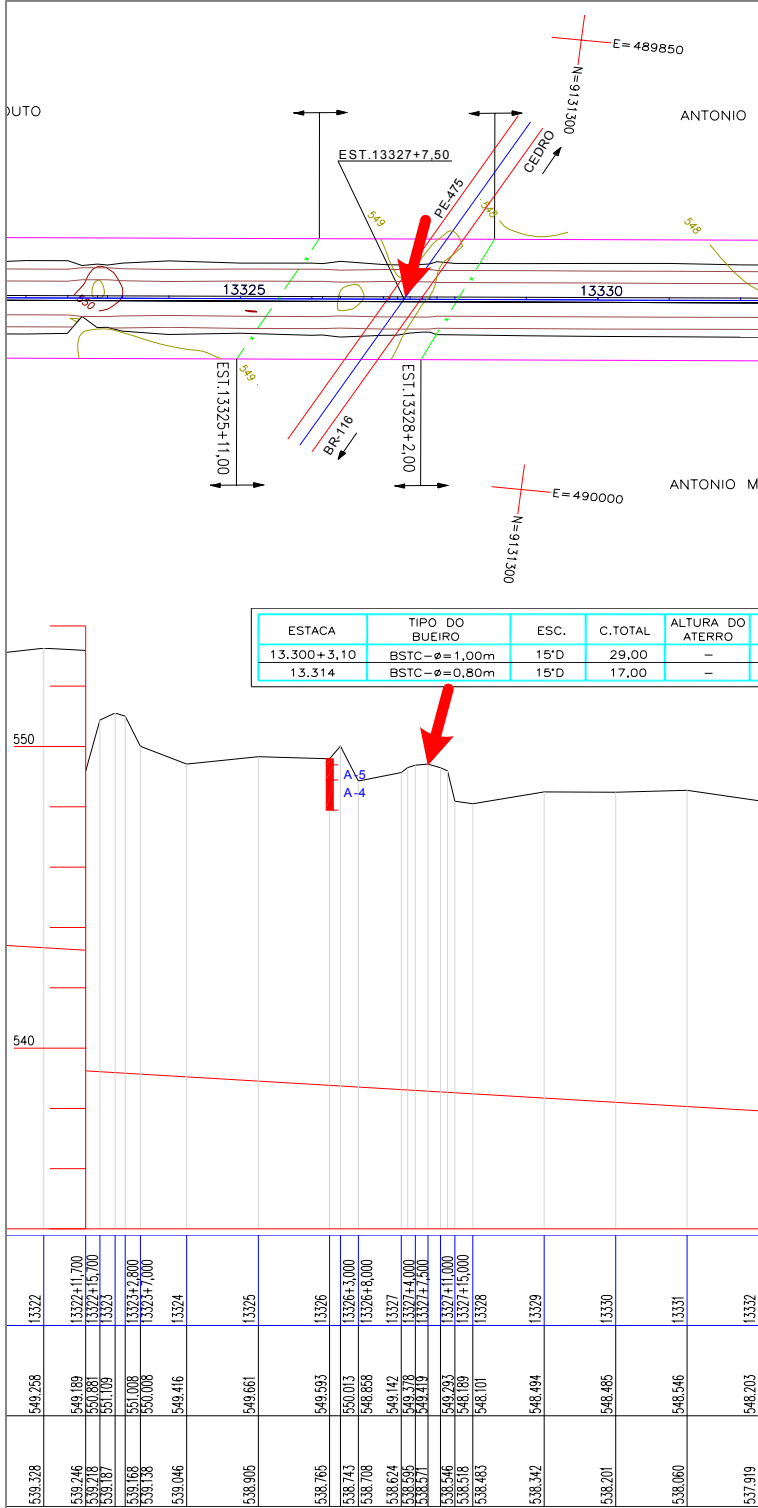 E=489850
N=9131300
OUTO
ANTONIO
EST.13327+7,50
CEDRO
PE-475
549
548
548
13325
13330
550
549
EST.13325+11,00
EST.13328+2,00
BR-116
ANTONIO M
E=490000
N=9131300
ESTACA TIPO DO BUEIRO ESC. C.TOTAL ALTURA DO ATERRO
13.300+3,10 BSTC-ø=1,00m 15°D 29,00 -
13.314 BSTC-ø=0,80m 15°D 17,00 -
550
A-5
A-4
540
13322 13322+11,700 13322+15,700 13323 13323+2,800 13323+7,000 13324 13325 13326 13326+3,000 13326+8,000 13327 13327+4,000 13327+7,500 13327+11,000 13327+15,000 13328 13329 13330 13331 13332
549.258 549.189 550.881 551.109 551.008 550.008 549.416 549.661 549.593 550.013 548.858 549.142 549.378 549.419 549.293 548.189 548.101 548.494 548.485 548.546 548.203
539.328 539.246 539.218 539.187 539.168 539.138 539.046 538.905 538.765 538.743 538.708 538.624 538.595 538.571 538.546 538.518 538.483 538.342 538.201 538.060 537.919